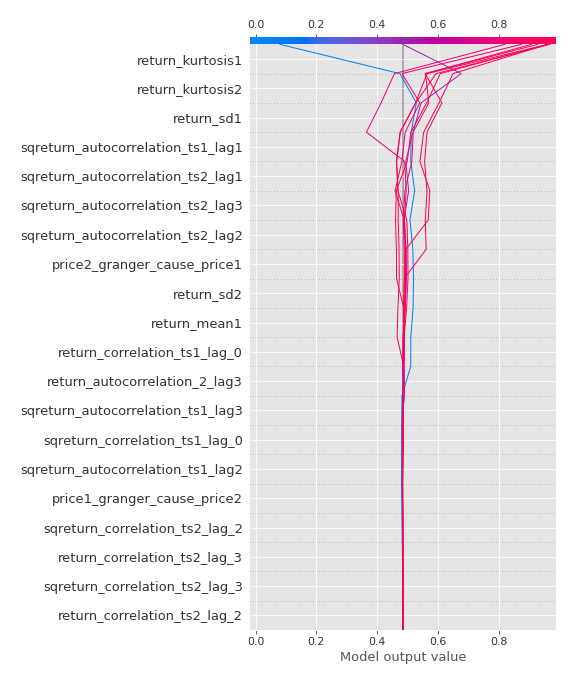 0.0 0.2 0.4 0.6 0.8
return_kurtosis1
return_kurtosis2
return_sd1
sqreturn_autocorrelation_ts1_lag1
sqreturn_autocorrelation_ts2_lag1
sqreturn_autocorrelation_ts2_lag3
sqreturn_autocorrelation_ts2_lag2
price2_granger_cause_price1
return_sd2
return_mean1
return_correlation_ts1_lag_0
return_autocorrelation_2_lag3
sqreturn_autocorrelation_ts1_lag3
sqreturn_correlation_ts1_lag_0
sqreturn_autocorrelation_ts1_lag2
price1_granger_cause_price2
sqreturn_correlation_ts2_lag_2
return_correlation_ts2_lag_3
sqreturn_correlation_ts2_lag_3
return_correlation_ts2_lag_2
0.0 0.2 0.4 0.6 0.8
Model output value